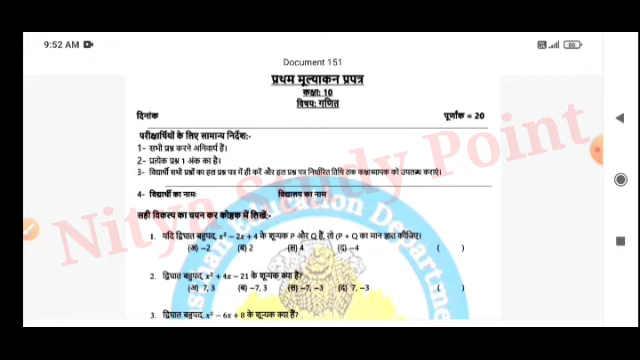 9:52 AM
Document 151
प्रथम मूल्याकन प्रपत्र
कक्षा: 10
विषय: गणित
दिनांक पूर्णांक = 20
परीक्षार्थियों के लिए सामान्य निर्देश:-
1- सभी प्रश्न करने अनिवार्य हैं।
2- प्रत्येक प्रश्न 1 अंक का है।
3- विद्यार्थी सभी प्रश्नों का हल प्रश्न पत्र में ही करें और हल प्रश्न पत्र निर्धारित तिथि तक कक्षाध्यापक को उपलब्ध कराएं।
4- विद्यार्थी का नामः विद्यालय का नाम
सही विकल्प का चयन कर कोष्ठक में लिखें:-
1. यदि द्विघात बहुपद, x² − 2x + 4 के शून्यक P और Q हैं, तो (P + Q) का मान ज्ञात कीजिए।
(अ) −2 (ब) 2 (स) 4 (द) −4 ( )
2. द्विघात बहुपद, x² + 4x − 21 के शून्यक क्या हैं?
(अ) 7, 3 (ब) −7, 3 (स) −7, −3 (द) 7, −3 ( )
3. द्विघात बहुपद, x² − 6x + 8 के शून्यक क्या हैं?
Nitya Study Point
Education Department